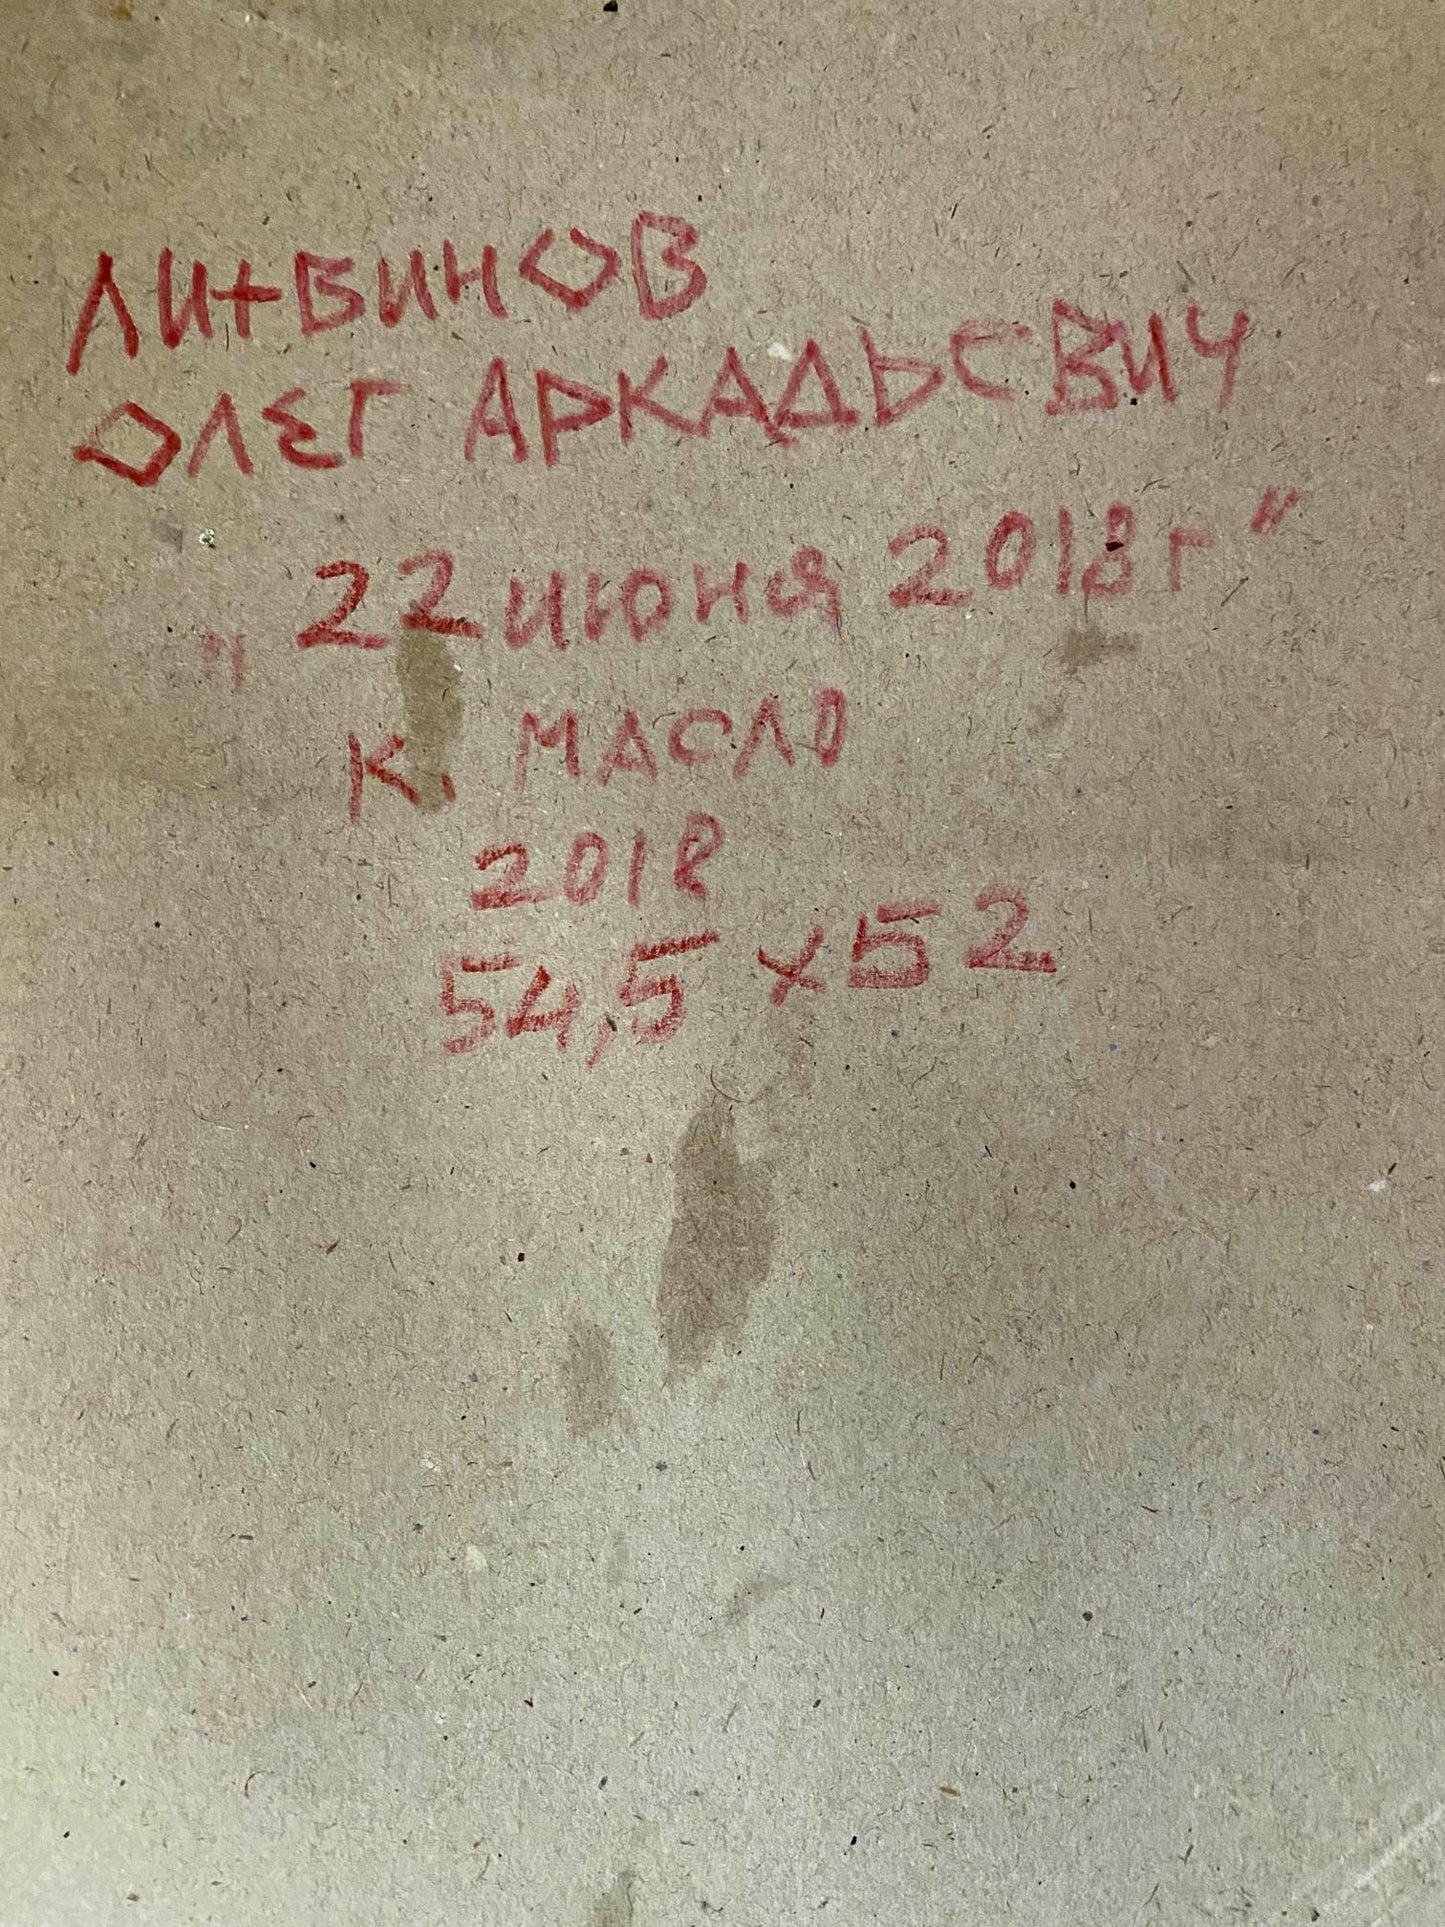 ЛИТВИНОВ
ОЛЕГ АРКАДЬЕВИЧ
"22 июня 2018г"
К. МАСЛО
2018
54,5 x 52